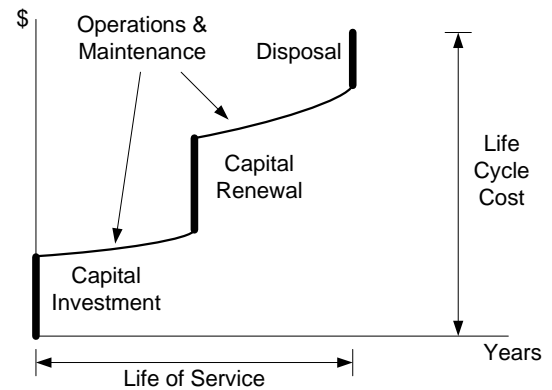 $
Operations &
Maintenance
Disposal
Life
Cycle
Cost
Capital
Renewal
Capital
Investment
Years
Life of Service